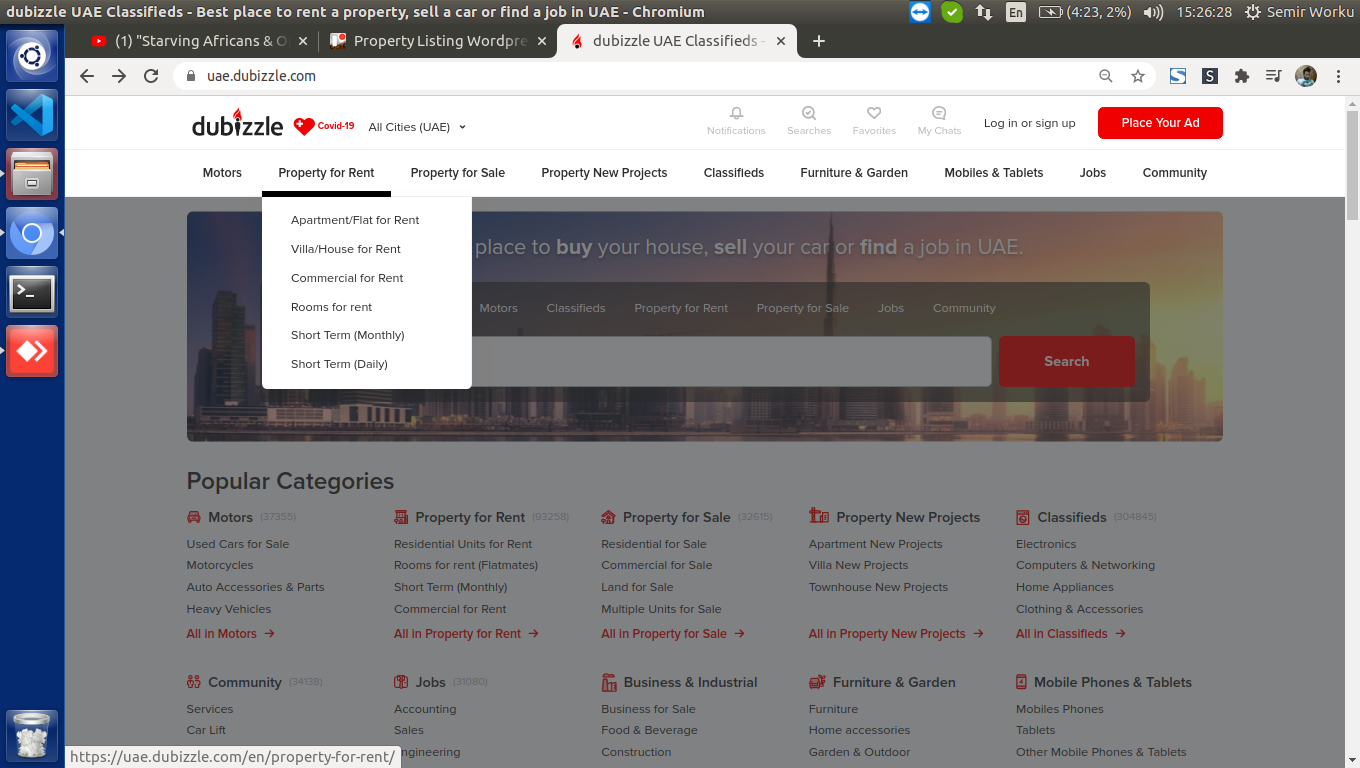 dubizzle UAE Classifieds - Best place to rent a property, sell a car or find a job in UAE - Chromium
En
(4:23, 2%)
15:26:28
Semir Worku
(1) "Starving Africans & O
Property Listing Wordpre
dubizzle UAE Classifieds -
uae.dubizzle.com
S
S
dubizzle
Covid-19
All Cities (UAE)
Notifications
Searches
Favorites
My Chats
Log in or sign up
Place Your Ad
Motors
Property for Rent
Property for Sale
Property New Projects
Classifieds
Furniture & Garden
Mobiles & Tablets
Jobs
Community
Apartment/Flat for Rent
Villa/House for Rent
Commercial for Rent
Rooms for rent
Short Term (Monthly)
Short Term (Daily)
place to buy your house, sell your car or find a job in UAE.
Motors
Classifieds
Property for Rent
Property for Sale
Jobs
Community
Search
Popular Categories
Motors (37355)
Used Cars for Sale
Motorcycles
Auto Accessories & Parts
Heavy Vehicles
All in Motors
Property for Rent (93258)
Residential Units for Rent
Rooms for rent (Flatmates)
Short Term (Monthly)
Commercial for Rent
All in Property for Rent
Property for Sale (32615)
Residential for Sale
Commercial for Sale
Land for Sale
Multiple Units for Sale
All in Property for Sale
Property New Projects
Apartment New Projects
Villa New Projects
Townhouse New Projects
All in Property New Projects
Classifieds (304845)
Electronics
Computers & Networking
Home Appliances
Clothing & Accessories
All in Classifieds
Community (34138)
Services
Car Lift
Jobs (31080)
Accounting
Sales
Engineering
Business & Industrial
Business for Sale
Food & Beverage
Construction
Furniture & Garden
Furniture
Home accessories
Garden & Outdoor
Mobile Phones & Tablets
Mobiles Phones
Tablets
Other Mobile Phones & Tablets
https://uae.dubizzle.com/en/property-for-rent/